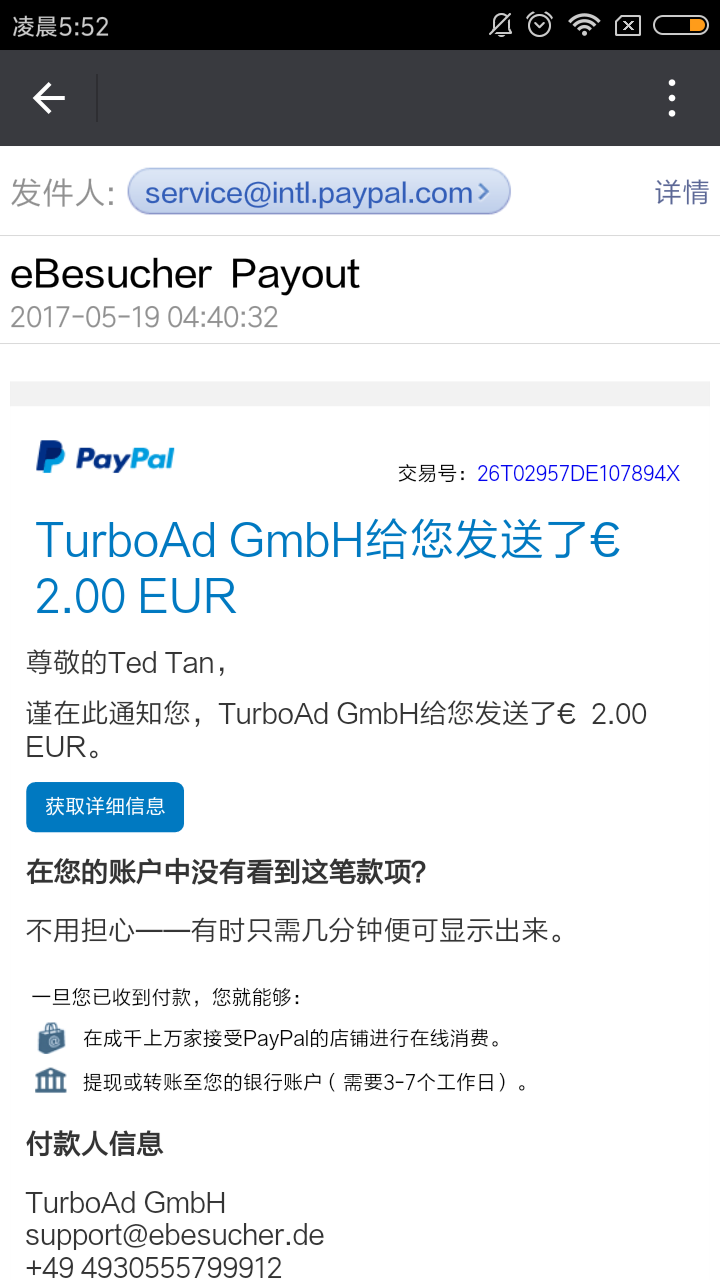 凌晨5:52
发件人: service@intl.paypal.com
详情
eBesucher Payout
2017-05-19 04:40:32
PayPal
交易号：26T02957DE107894X
TurboAd GmbH给您发送了€
2.00 EUR
尊敬的Ted Tan，
谨在此通知您，TurboAd GmbH给您发送了€ 2.00
EUR。
获取详细信息
在您的账户中没有看到这笔款项？
不用担心——有时只需几分钟便可显示出来。
一旦您已收到付款，您就能够：
在成千上万家接受PayPal的店铺进行在线消费。
提现或转账至您的银行账户（需要3-7个工作日）。
付款人信息
TurboAd GmbH
support@ebesucher.de
+49 4930555799912